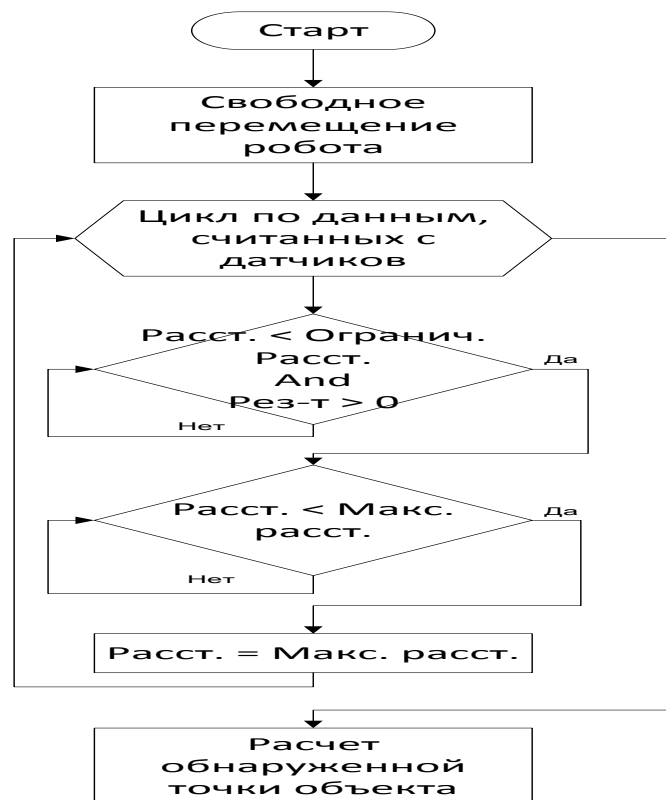 Старт
Свободное
перемещение
робота
Цикл по данным,
считанных с
датчиков
Расст. < Огранич.
Расст.
And
Рез-т > 0
Да
Нет
Расст. < Макс.
расст.
Да
Нет
Расст. = Макс. расст.
Расчет
обнаруженной
точки объекта